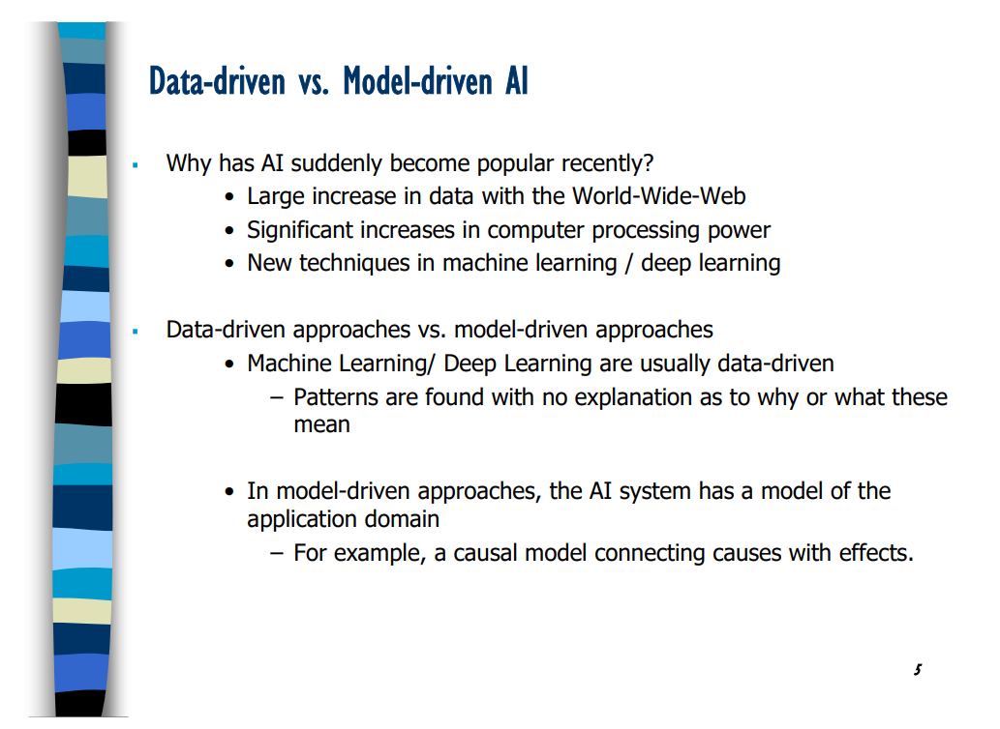 Data-driven vs. Model-driven AI
▪ Why has AI suddenly become popular recently?
• Large increase in data with the World-Wide-Web
• Significant increases in computer processing power
• New techniques in machine learning / deep learning
▪ Data-driven approaches vs. model-driven approaches
• Machine Learning/ Deep Learning are usually data-driven
– Patterns are found with no explanation as to why or what these
mean
• In model-driven approaches, the AI system has a model of the
application domain
– For example, a causal model connecting causes with effects.
5